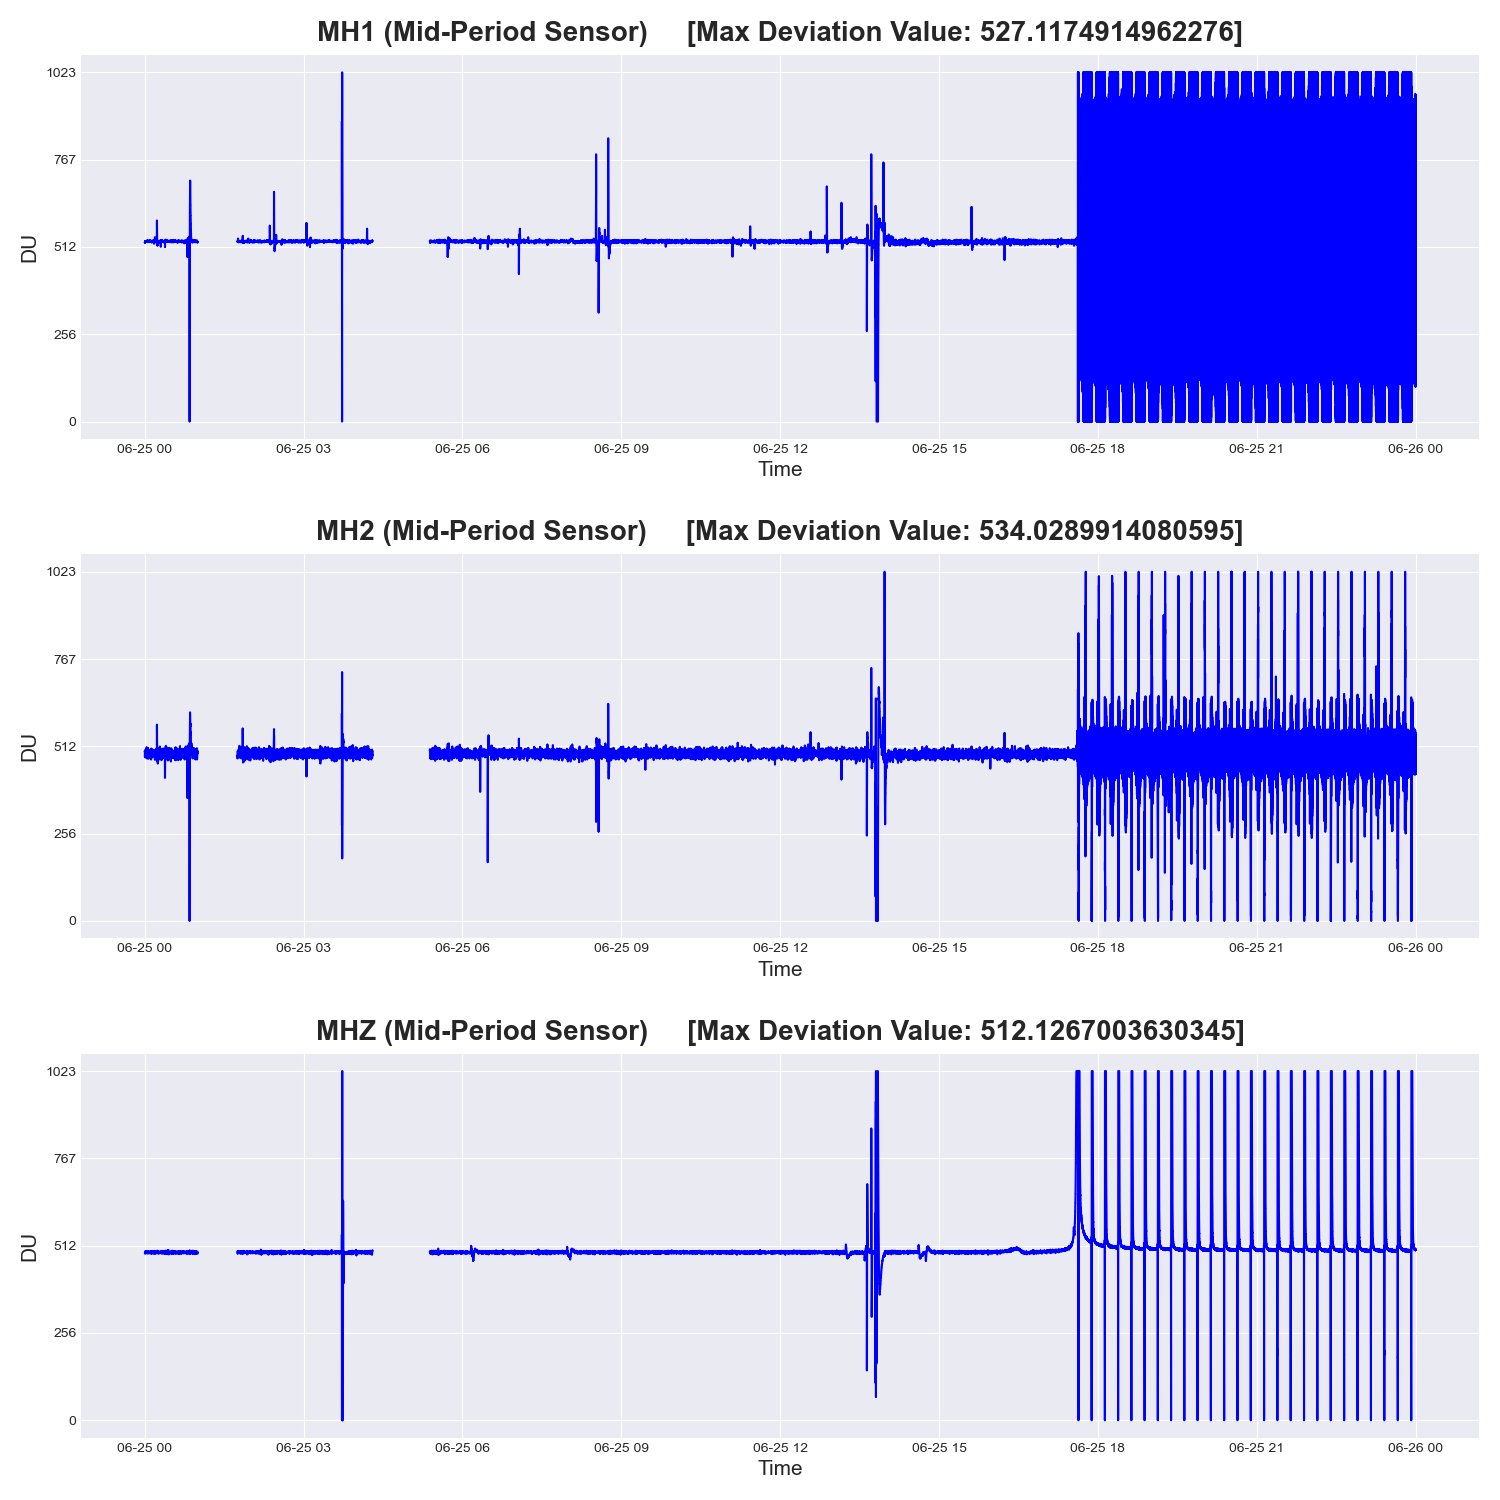 MH1 (Mid-Period Sensor) [Max Deviation Value: 527.1174914962276]
1023
767
512
256
0
DU
06-25 00 06-25 03 06-25 06 06-25 09 06-25 12 06-25 15 06-25 18 06-25 21 06-26 00
Time
MH2 (Mid-Period Sensor) [Max Deviation Value: 534.0289914080595]
1023
767
512
256
0
DU
06-25 00 06-25 03 06-25 06 06-25 09 06-25 12 06-25 15 06-25 18 06-25 21 06-26 00
Time
MHZ (Mid-Period Sensor) [Max Deviation Value: 512.1267003630345]
1023
767
512
256
0
DU
06-25 00 06-25 03 06-25 06 06-25 09 06-25 12 06-25 15 06-25 18 06-25 21 06-26 00
Time